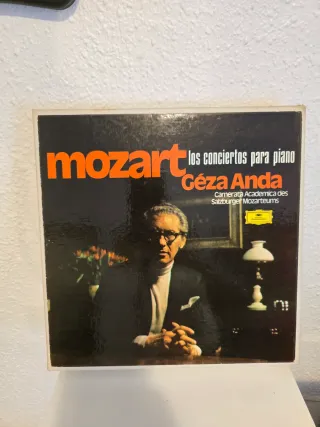 mozart los conciertos para piano
Géza Anda
Camerata Academica des
Salzburger Mozarteums